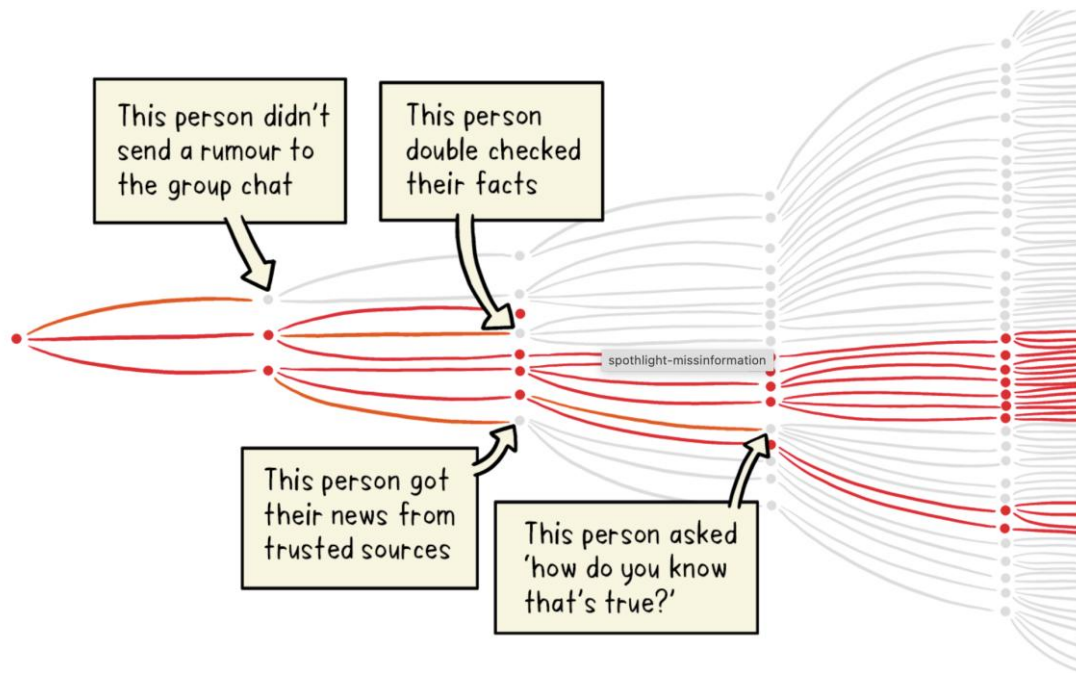 This person didn't
send a rumour to
the group chat
This person
double checked
their facts
spothlight-missinformation
This person got
their news from
trusted sources
This person asked
'how do you know
that's true?'